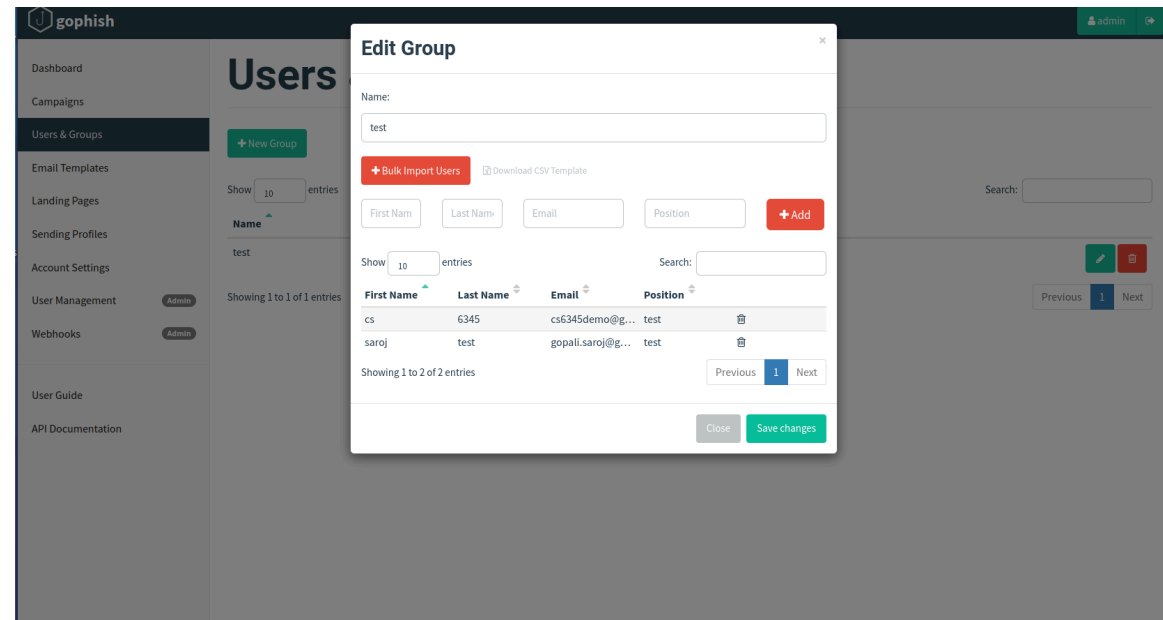 gophish
admin
Dashboard
Campaigns
Users & Groups
Email Templates
Landing Pages
Sending Profiles
Account Settings
User Management Admin
Webhooks Admin
User Guide
API Documentation
Users
New Group
Show 10 entries
Search:
Name
test
Showing 1 to 1 of 1 entries
Previous 1 Next
Edit Group ×
Name:
test
Bulk Import Users Download CSV Template
First Nam Last Nam Email Position Add
Show 10 entries Search:
First Name Last Name Email Position
cs 6345 cs6345demo@g... test
saroj test gopali.saroj@g... test
Showing 1 to 2 of 2 entries Previous 1 Next
Close Save changes